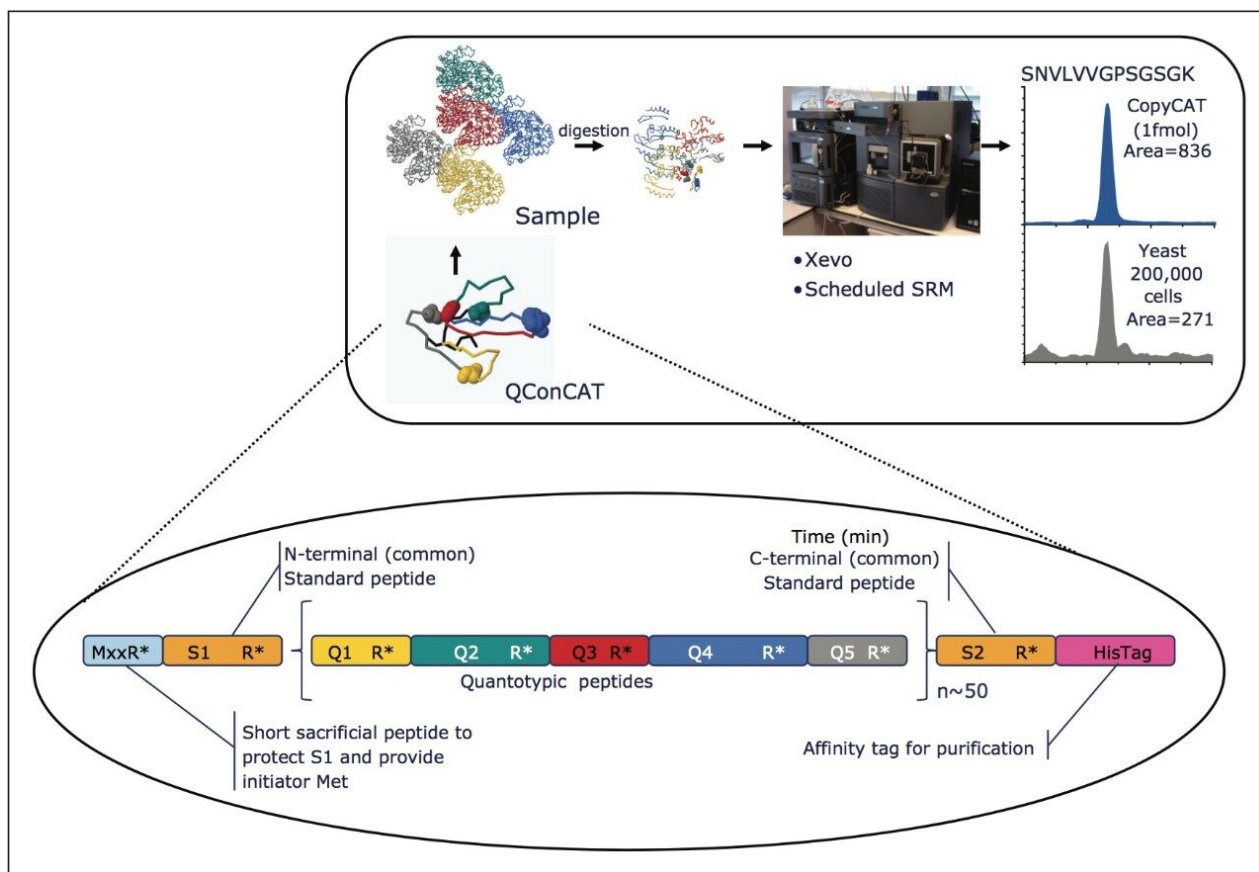 SNVLVVGPSGSGK
CopyCAT
(1fmol)
Area=836
digestion
Sample
Yeast
200,000
cells
Area=271
•Xevo
•Scheduled SRM
QConCAT
Time (min)
N-terminal (common)
Standard peptide
C-terminal (common)
Standard peptide
MxxR* S1 R* Q1 R* Q2 R* Q3 R* Q4 R* Q5 R* S2 R* HisTag
Quantotypic peptides
n~50
Short sacrificial peptide to
protect S1 and provide
initiator Met
Affinity tag for purification